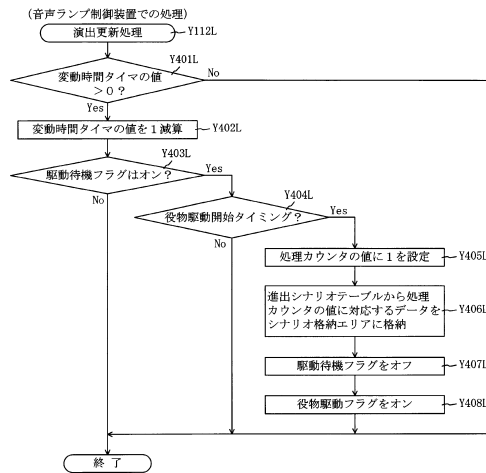 (音声ランプ制御装置での処理)
演出更新処理
Y112L
変動時間タイマの値
>0？
Y401L
No
Yes
変動時間タイマの値を1減算
Y402L
駆動待機フラグはオン？
Y403L
Yes
No
役物駆動開始タイミング？
Y404L
Yes
No
処理カウンタの値に1を設定
Y405L
進出シナリオテーブルから処理
カウンタの値に対応するデータを
シナリオ格納エリアに格納
Y406L
駆動待機フラグをオフ
Y407L
役物駆動フラグをオン
Y408L
終了